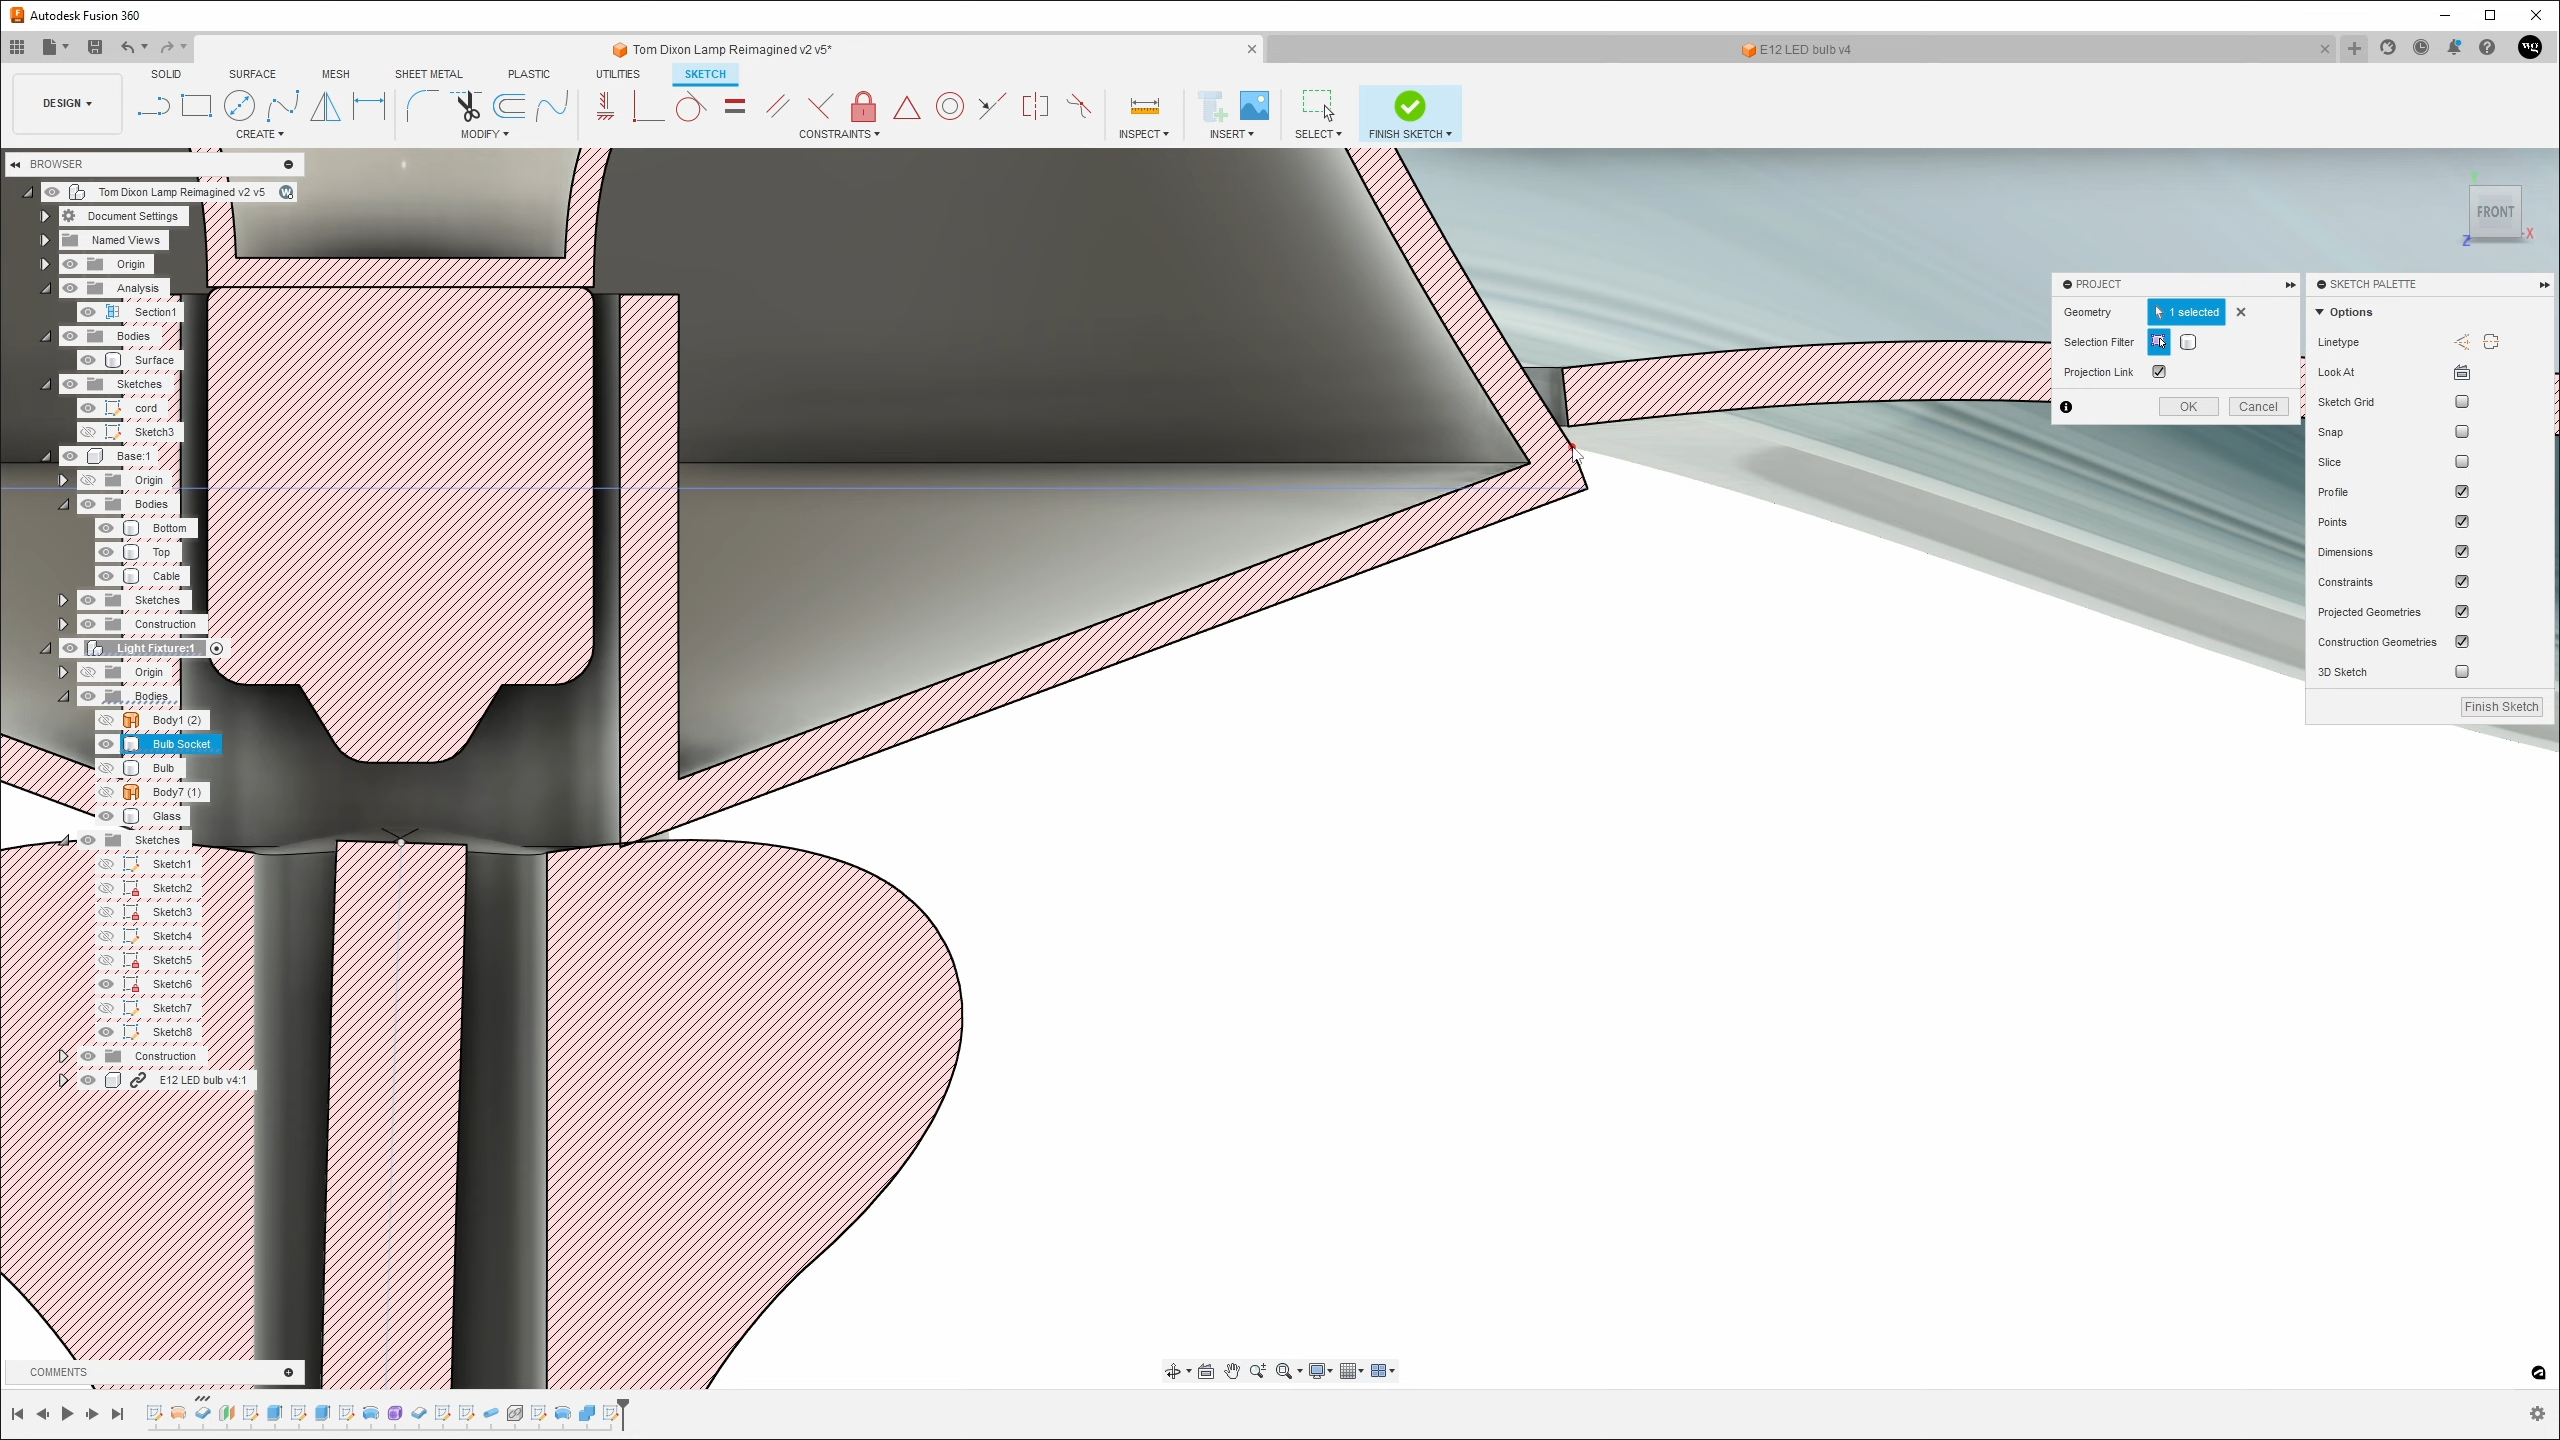 Autodesk Fusion 360
Tom Dixon Lamp Reimagined v2 v5*
E12 LED bulb v4
wg
SOLID
SURFACE
MESH
SHEET METAL
PLASTIC
UTILITIES
SKETCH
DESIGN
CREATE
MODIFY
CONSTRAINTS
INSPECT
INSERT
SELECT
FINISH SKETCH
BROWSER
Tom Dixon Lamp Reimagined v2 v5
W
Document Settings
Named Views
Origin
Analysis
Section1
Bodies
Surface
Sketches
cord
Sketch3
Base:1
Origin
Bodies
Bottom
Top
Cable
Sketches
Construction
Light Fixture:1
Origin
Bodies
Body1 (2)
Bulb Socket
Bulb
Body7 (1)
Glass
Sketches
Sketch1
Sketch2
Sketch3
Sketch4
Sketch5
Sketch6
Sketch7
Sketch8
Construction
E12 LED bulb v4:1
Y
FRONT
X
Z
PROJECT
Geometry
1 selected
Selection Filter
Projection Link
OK
Cancel
SKETCH PALETTE
Options
Linetype
Look At
Sketch Grid
Snap
Slice
Profile
Points
Dimensions
Constraints
Projected Geometries
Construction Geometries
3D Sketch
Finish Sketch
COMMENTS